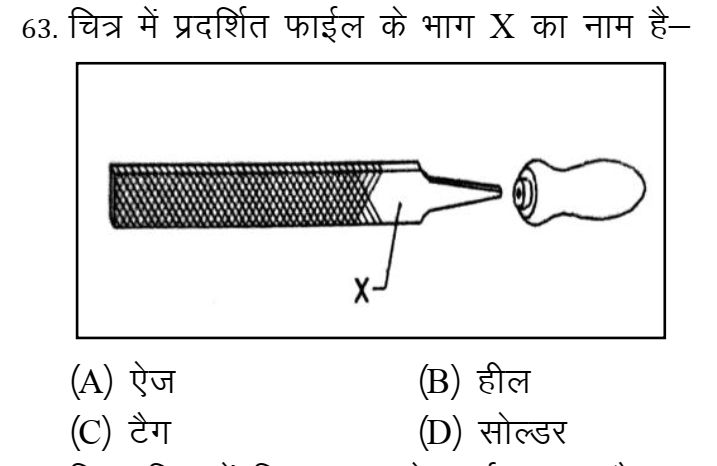 63. चित्र में प्रदर्शित फाईल के भाग X का नाम है–
X
(A) ऐज
(B) हील
(C) टैग
(D) सोल्डर